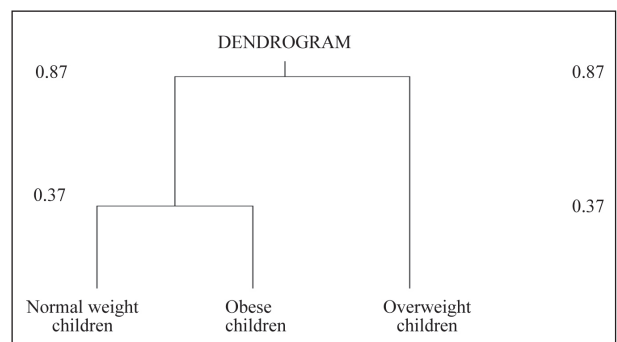 DENDROGRAM
0.87 0.87
0.37 0.37
Normal weight children
Obese children
Overweight children